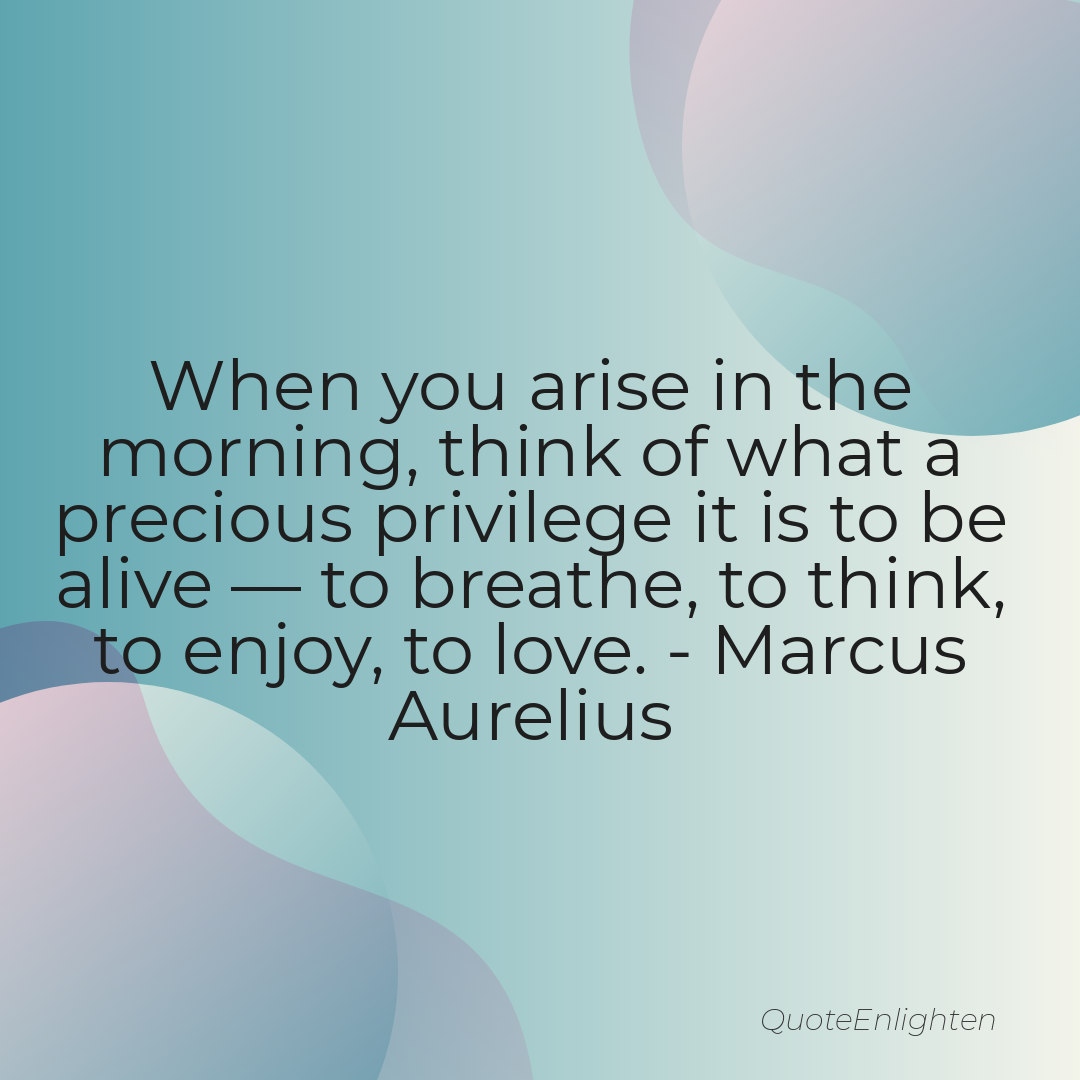 When you arise in the
morning, think of what a
precious privilege it is to be
alive — to breathe, to think,
to enjoy, to love. - Marcus
Aurelius
QuoteEnlighten